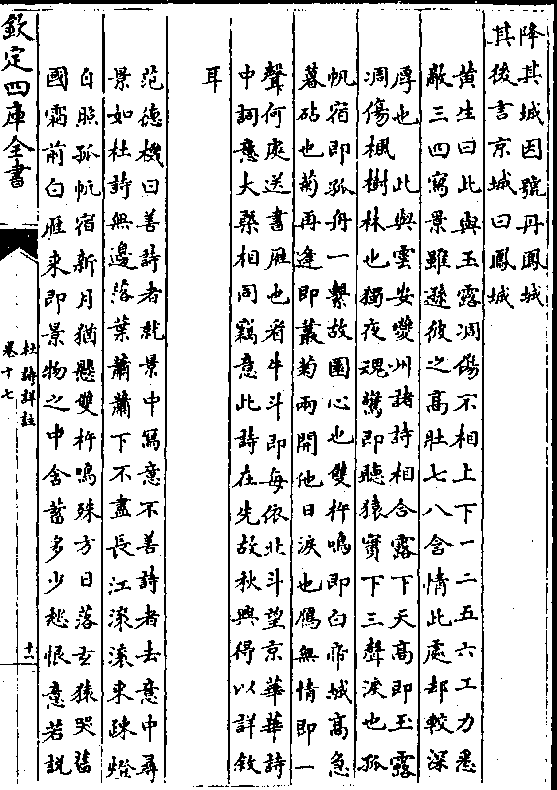 降其城因號丹鳳城
其後言京城曰鳳城
黄生曰此與玉露凋傷不相上下一二五六工力悉
敵三四寫景雖遜彼之高壯七八含情此處却較深
厚也 此與雲安夔州諸詩相合露下天高即玉露
凋傷楓樹林也獨夜魂驚即聽猿實下三聲淚也孤
帆宿即孤舟一繫故園心也雙杵鳴即白帝城高急
暮砧也菊再逢即叢菊兩開他日淚也鴈無情即一
聲何處送書雁也看牛斗即每依北斗望京華華詩
中詞意大槩相同竊意此詩在先故秋興得以詳敘
耳
范德機曰善詩者就景中寫意不善詩者去意中尋
景如杜詩無邊落葉蕭蕭下不盡長江滚滚來疎燈
自照孤帆宿新月猶懸雙杵鳴殊方日落玄猿哭舊
國霜前白雁來即景物之中含蓄多少愁恨意若説
欽定四庫全書
杜詩詳註
卷十七
十一